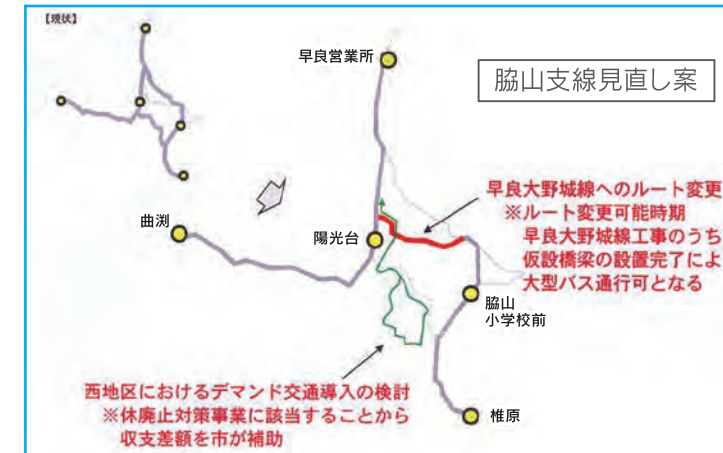 【現状】
早良営業所
脇山支線見直し案
早良大野城線へのルート変更
※ルート変更可能時期
早良大野城線工事のうち
仮設橋梁の設置完了によ
大型バス通行可となる
曲渕
陽光台
脇山
小学校前
西地区におけるデマンド交通導入の検討
※休廃止対策事業に該当することから
収支差額を市が補助
椎原